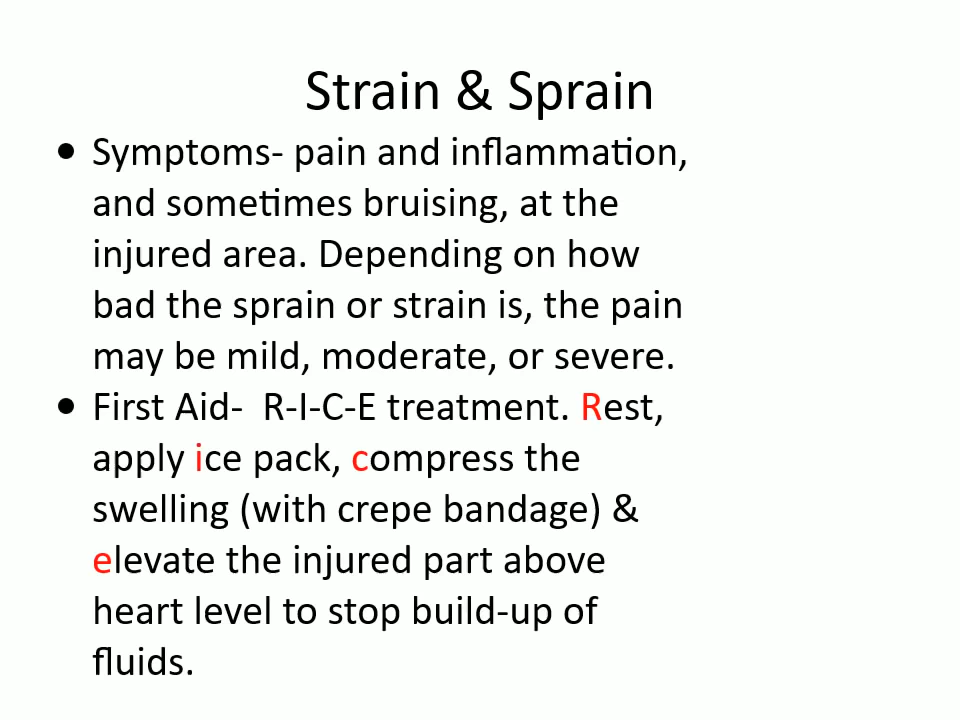 Strain & Sprain
• Symptoms- pain and inflammation,
and sometimes bruising, at the
injured area. Depending on how
bad the sprain or strain is, the pain
may be mild, moderate, or severe.
• First Aid-  R-I-C-E treatment. Rest,
apply ice pack, compress the
swelling (with crepe bandage) &
elevate the injured part above
heart level to stop build-up of
fluids.